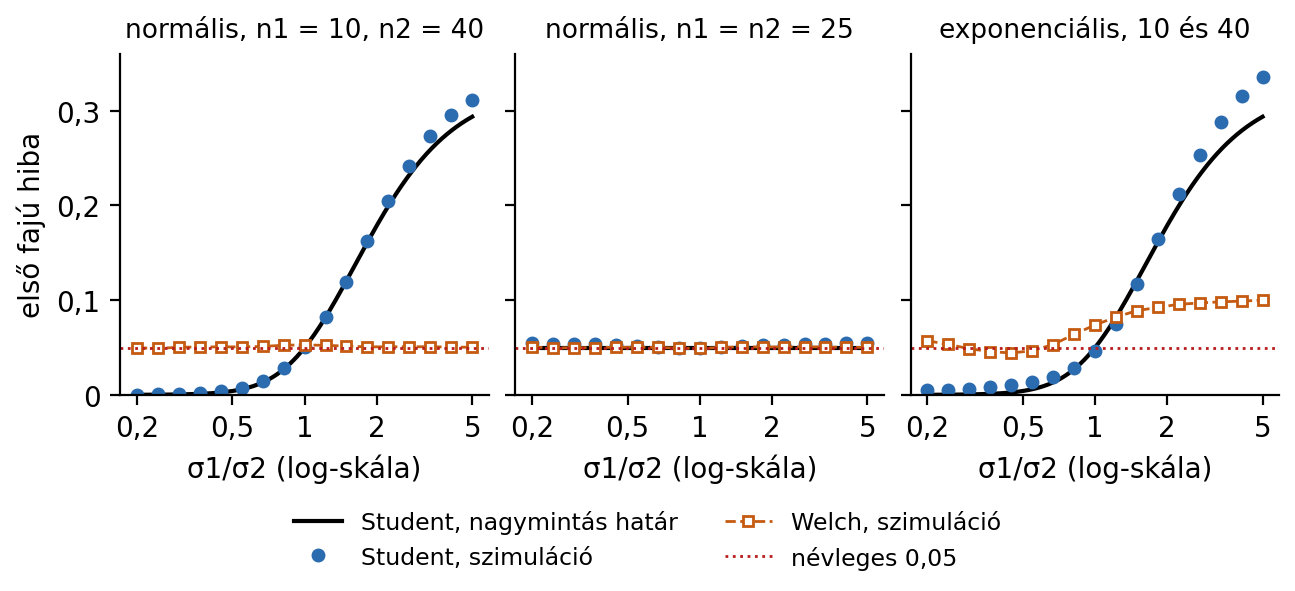 normális, n1 = 10, n2 = 40
normális, n1 = n2 = 25
exponenciális, 10 és 40
első fajú hiba
0,3
0,2
0,1
0
0,2 0,5 1 2 5
0,2 0,5 1 2 5
0,2 0,5 1 2 5
σ1/σ2 (log-skála)
σ1/σ2 (log-skála)
σ1/σ2 (log-skála)
Student, nagymintás határ
Student, szimuláció
Welch, szimuláció
névleges 0,05